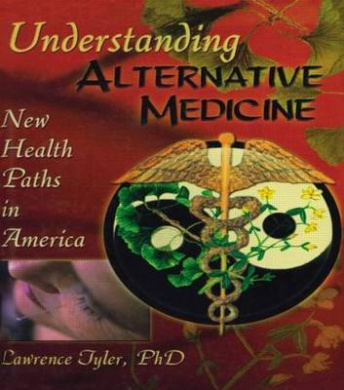 Understanding
ALTERNATIVE
MEDICINE
New
Health
Paths
in
America
Lawrence Tyler, PhD